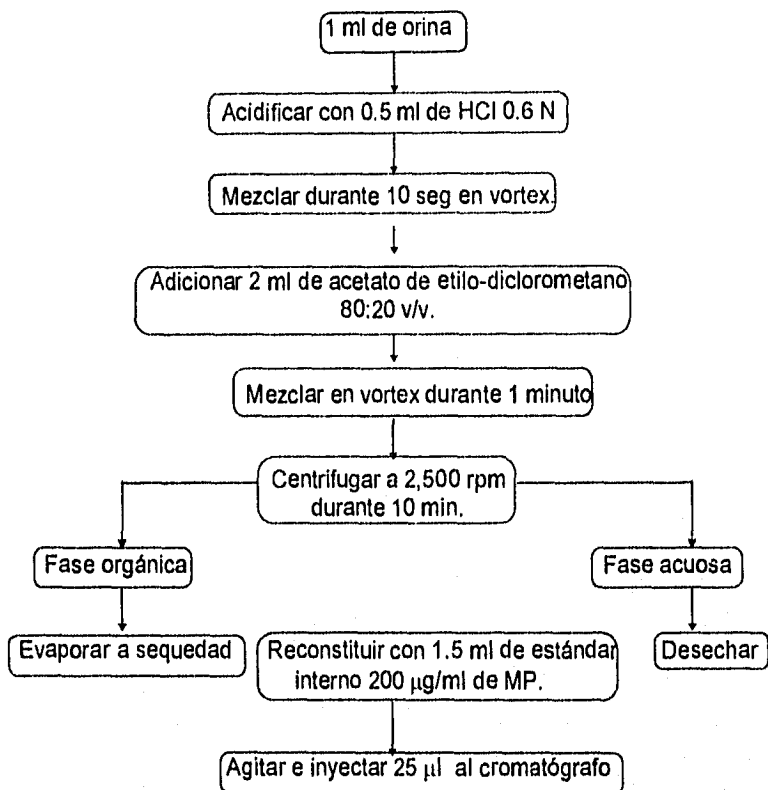 1 ml de orina
Acidificar con 0.5 ml de HCl 0.6 N
Mezclar durante 10 seg en vortex.
Adicionar 2 ml de acetato de etilo-diclorometano
80:20 v/v.
Mezclar en vortex durante 1 minuto
Centrifugar a 2,500 rpm
durante 10 min.
Fase orgánica
Fase acuosa
Evaporar a sequedad
Reconstituir con 1.5 ml de estándar
interno 200 µg/ml de MP.
Desechar
Agitar e inyectar 25 µl al cromatógrafo